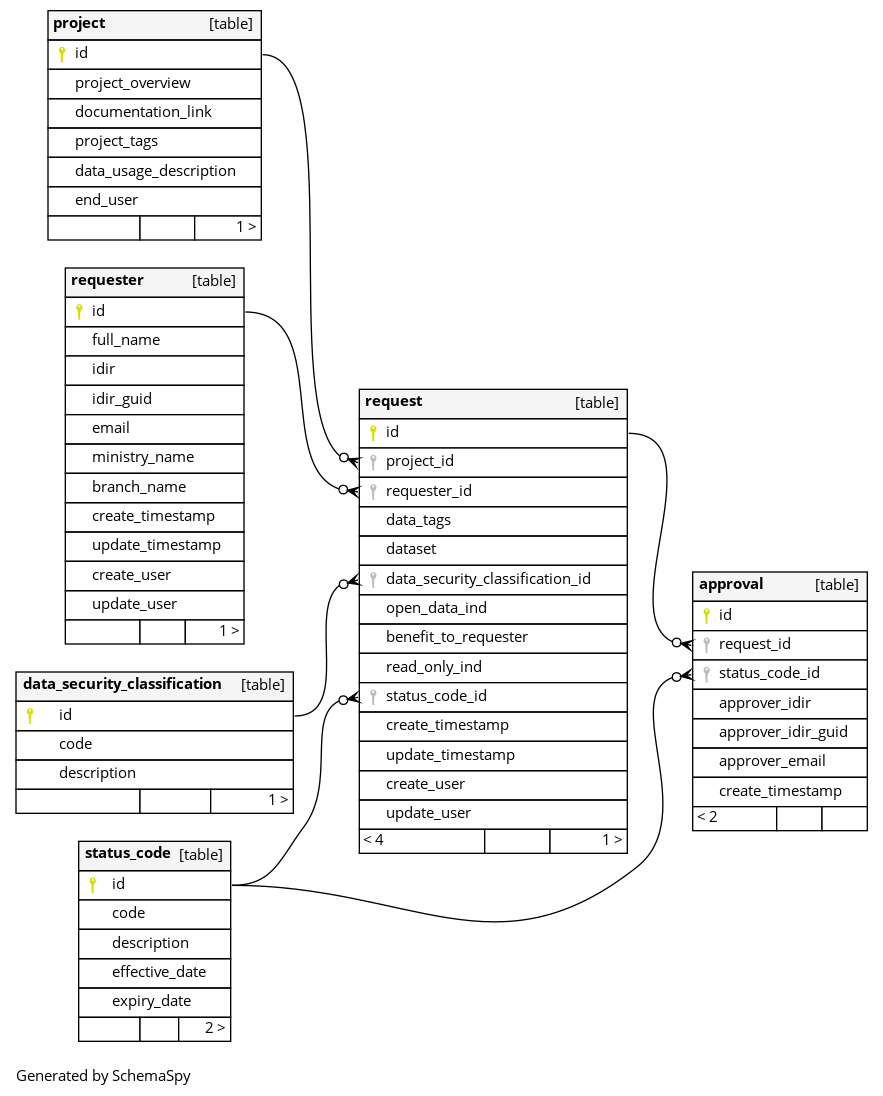 project [table]
id
project_overview
documentation_link
project_tags
data_usage_description
end_user
1 >
requester [table]
id
full_name
idir
idir_guid
email
ministry_name
branch_name
create_timestamp
update_timestamp
create_user
update_user
1 >
data_security_classification [table]
id
code
description
1 >
status_code [table]
id
code
description
effective_date
expiry_date
2 >
request [table]
id
project_id
requester_id
data_tags
dataset
data_security_classification_id
open_data_ind
benefit_to_requester
read_only_ind
status_code_id
create_timestamp
update_timestamp
create_user
update_user
< 4 1 >
approval [table]
id
request_id
status_code_id
approver_idir
approver_idir_guid
approver_email
create_timestamp
< 2
Generated by SchemaSpy